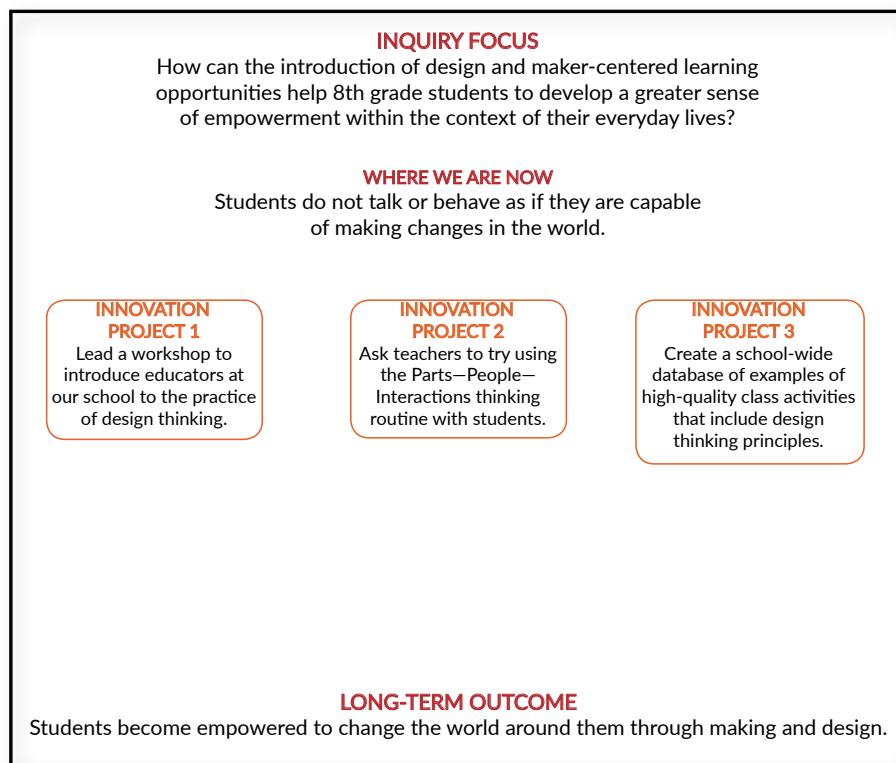 INQUIRY FOCUS
How can the introduction of design and maker-centered learning
opportunities help 8th grade students to develop a greater sense
of empowerment within the context of their everyday lives?
WHERE WE ARE NOW
Students do not talk or behave as if they are capable
of making changes in the world.
INNOVATION
PROJECT 1
Lead a workshop to
introduce educators at
our school to the practice
of design thinking.
INNOVATION
PROJECT 2
Ask teachers to try using
the Parts—People—
Interactions thinking
routine with students.
INNOVATION
PROJECT 3
Create a school-wide
database of examples of
high-quality class activities
that include design
thinking principles.
LONG-TERM OUTCOME
Students become empowered to change the world around them through making and design.